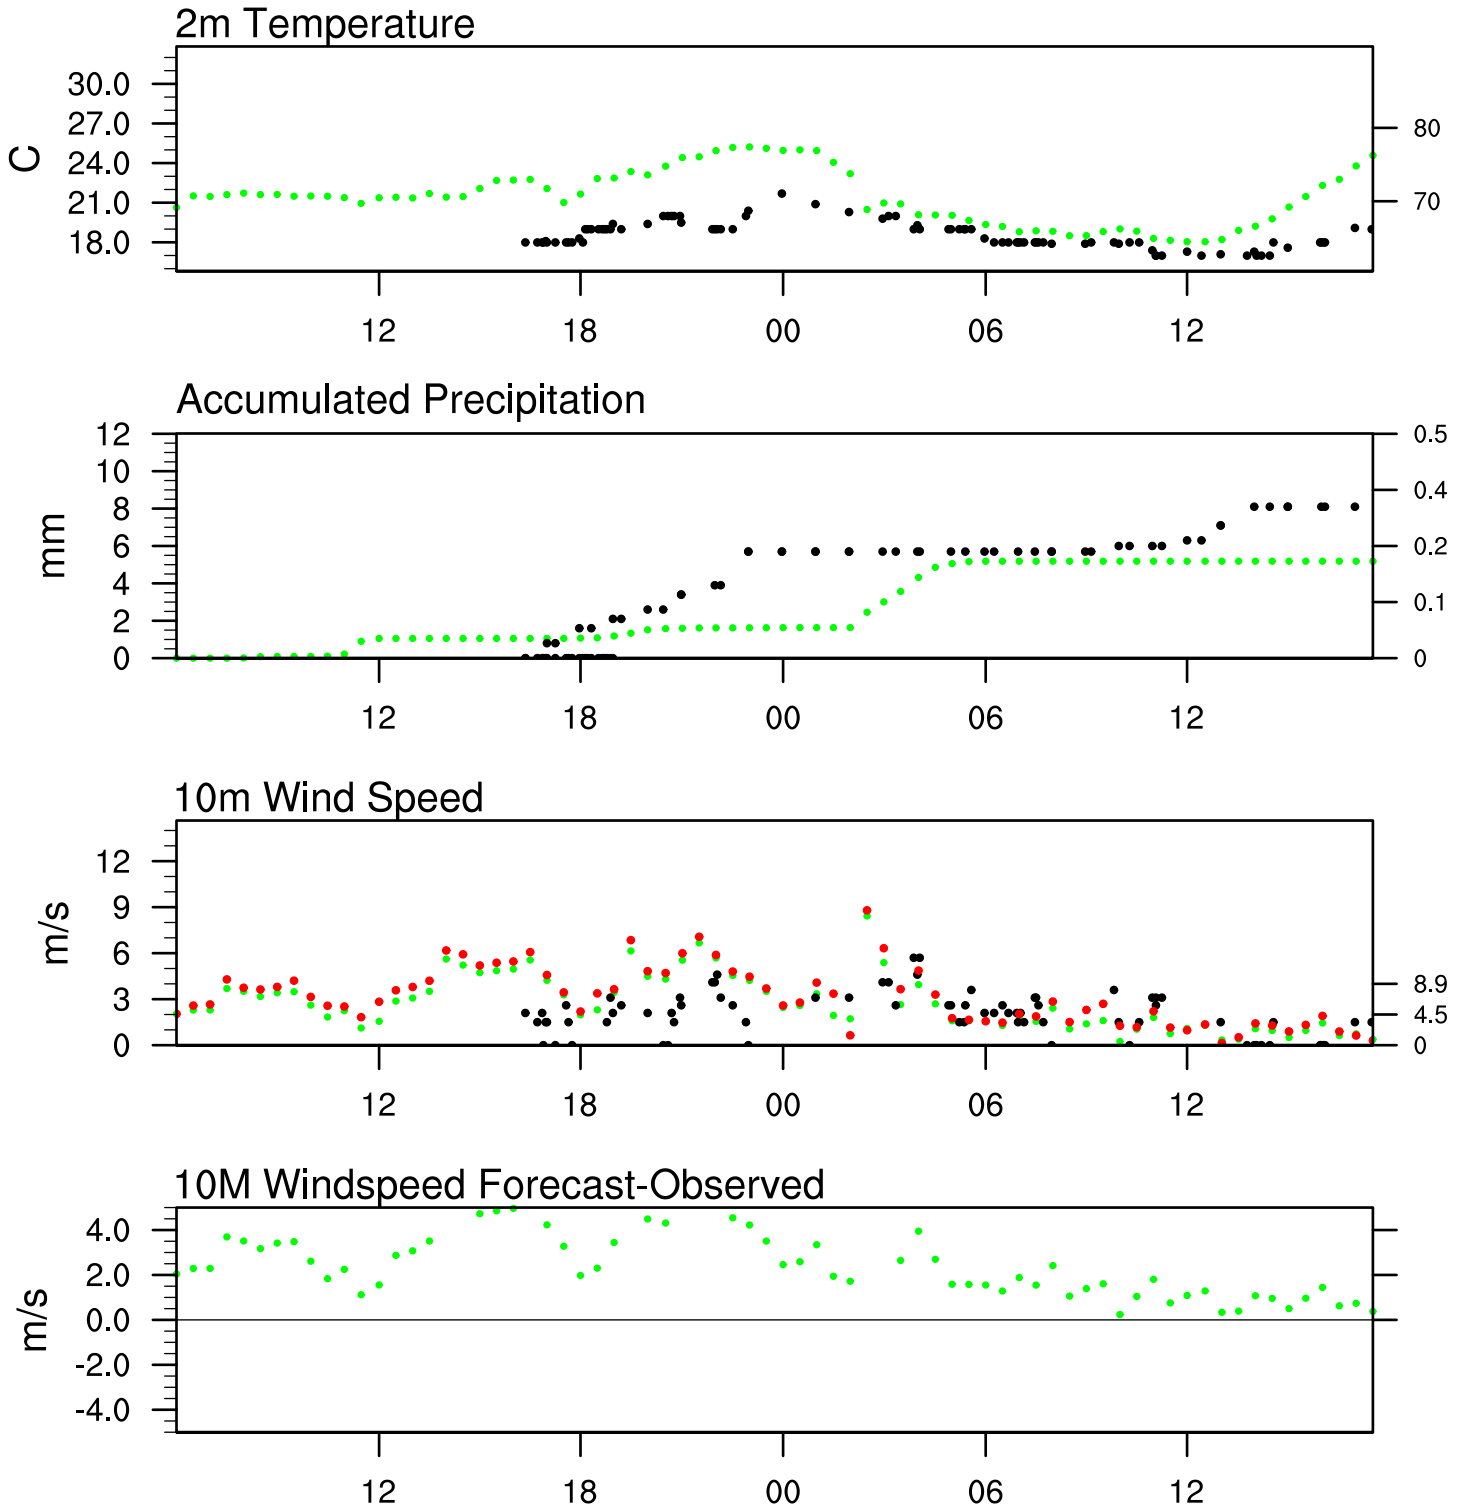 2m Temperature
30.0
27.0
24.0
21.0
18.0
C
80
70
12 18 00 06 12
Accumulated Precipitation
12
10
8
6
4
2
0
mm
0.5
0.4
0.2
0.1
0
12 18 00 06 12
10m Wind Speed
12
9
6
3
0
m/s
8.9
4.5
0
12 18 00 06 12
10M Windspeed Forecast-Observed
4.0
2.0
0.0
-2.0
-4.0
m/s
12 18 00 06 12